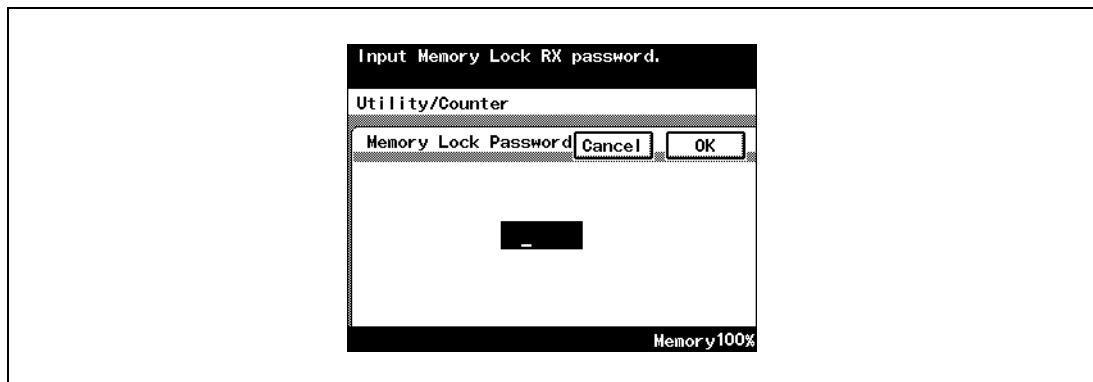 Input Memory Lock RX password.
Utility/Counter
Memory Lock Password Cancel OK
_
Memory100%